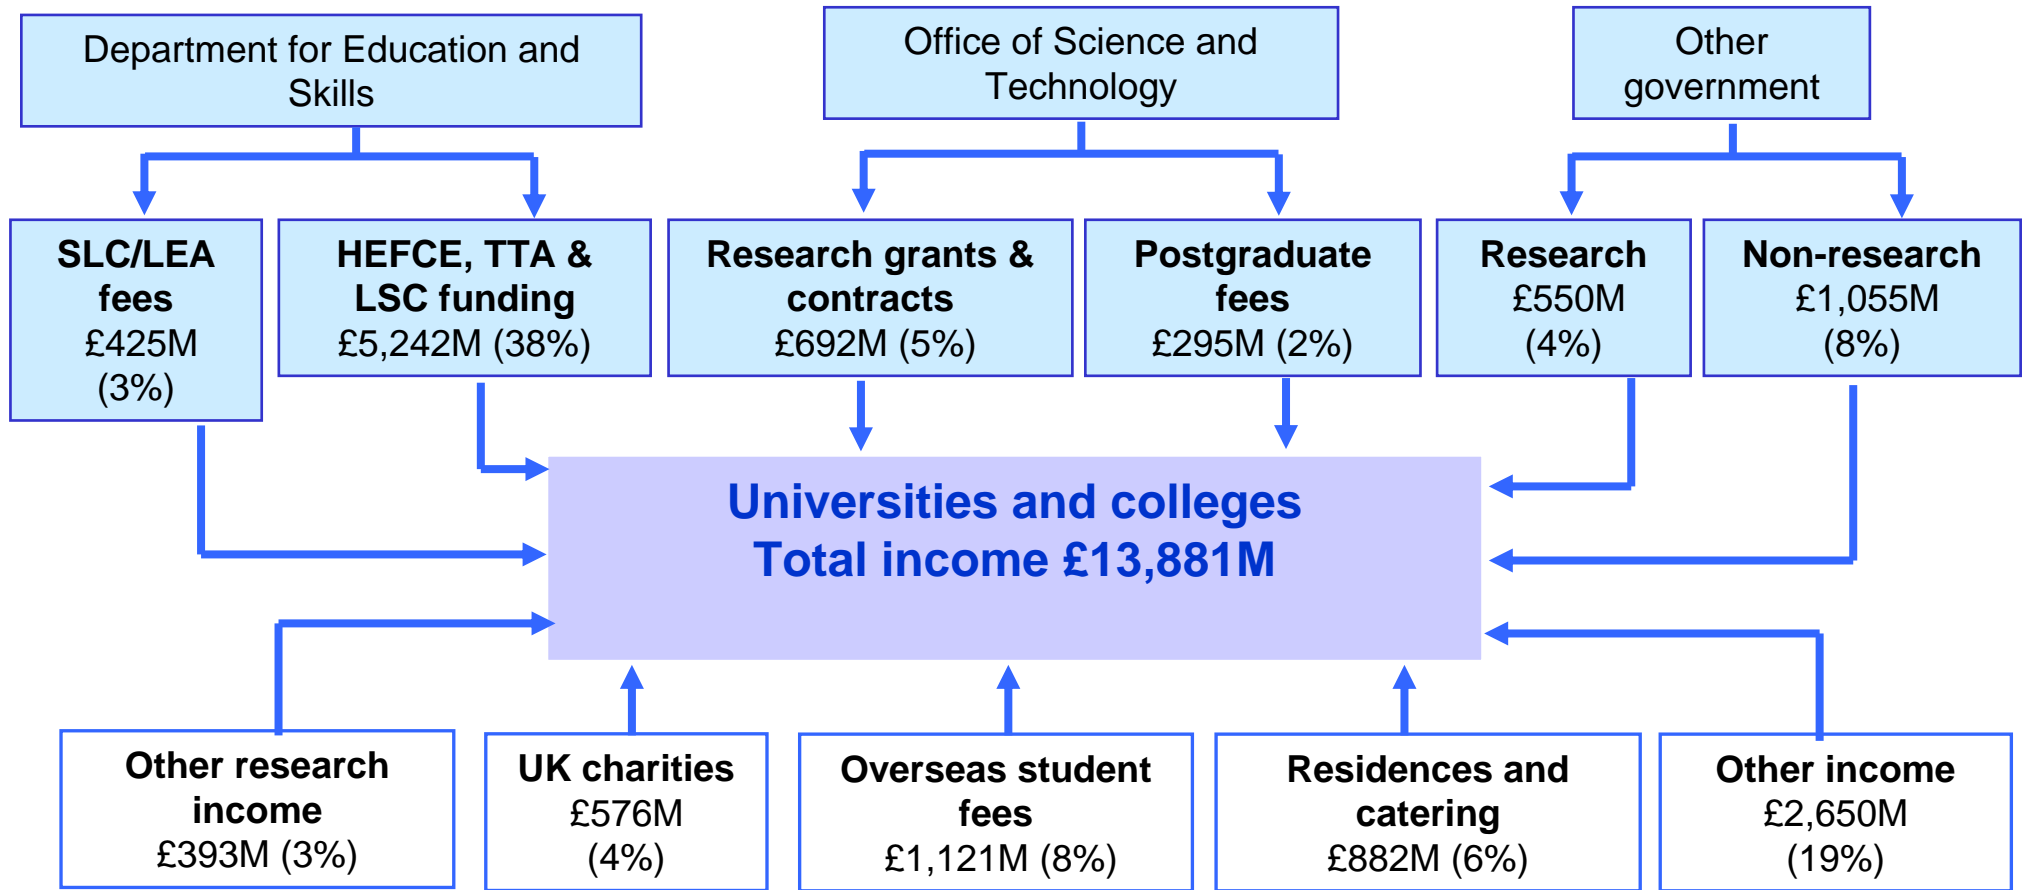 Department for Education and
Skills
Office of Science and
Technology
Other
government
SLC/LEA
fees
£425M
(3%)
HEFCE, TTA &
LSC funding
£5,242M (38%)
Research grants &
contracts
£692M (5%)
Postgraduate
fees
£295M (2%)
Research
£550M
(4%)
Non-research
£1,055M
(8%)
Universities and colleges
Total income £13,881M
Other research
income
£393M (3%)
UK charities
£576M
(4%)
Overseas student
fees
£1,121M (8%)
Residences and
catering
£882M (6%)
Other income
£2,650M
(19%)